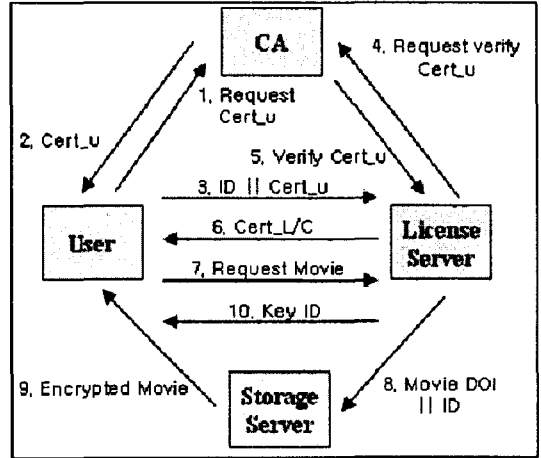 CA
4, Request verify
Cert_u
1, Request
Cert_u
2, Cert_u
5, Verify Cert_u
3, ID || Cert_u
User
6, Cert_L/C
License
Server
7, Request Movie
10, Key ID
9, Encrypted Movie
Storage
Server
8, Movie DOI
|| ID